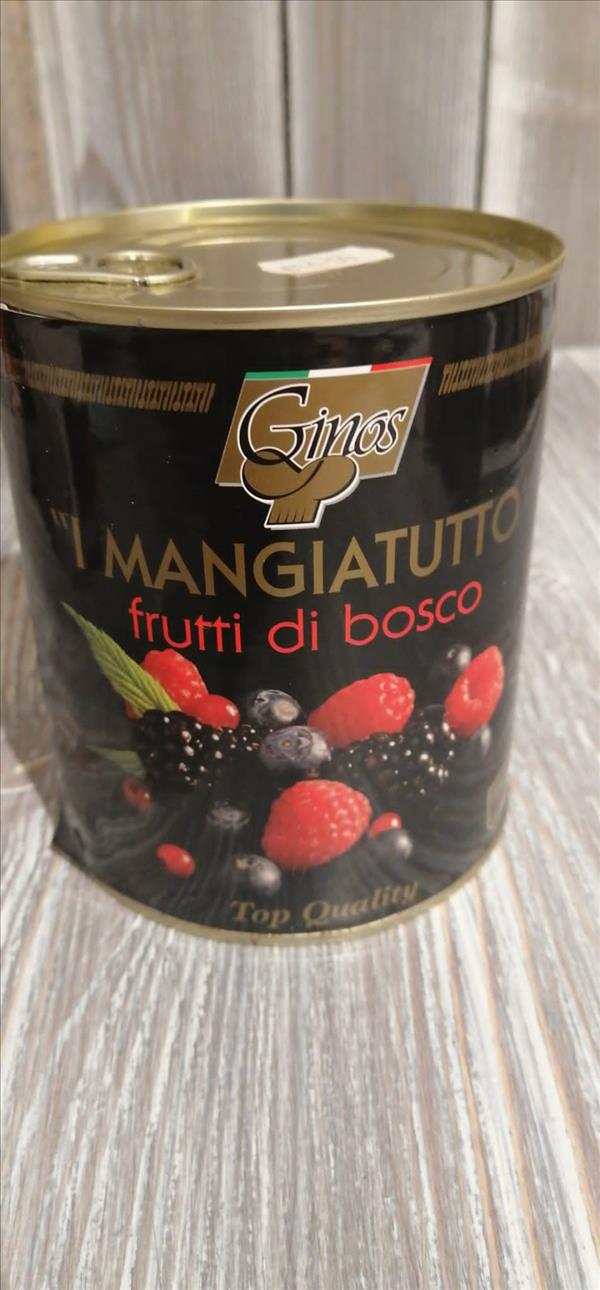 Ginos
"I MANGIATUTTO
frutti di bosco
Top Quality